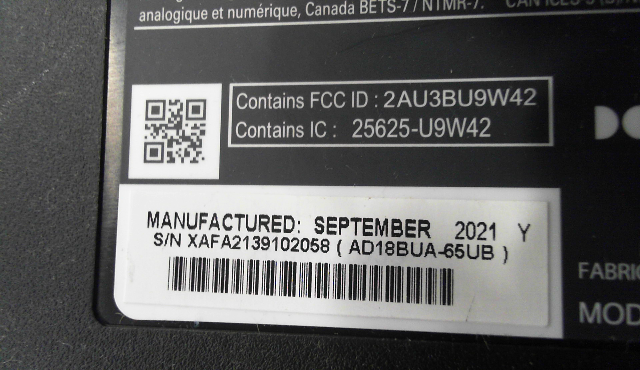 analogique et numérique, Canada BETS-7 / NTMR-7.
Contains FCC ID : 2AU3BU9W42
Contains IC : 25625-U9W42
MANUFACTURED: SEPTEMBER 2021 Y
S/N XAFA2139102058 ( AD18BUA-65UB )
FABRIC
MOD